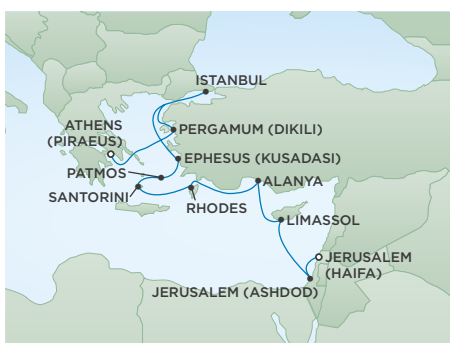 ISTANBUL
ATHENS
(PIRAEUS)
PERGAMUM (DIKILI)
EPHESUS (KUSADASI)
PATMOS
ALANYA
SANTORINI
RHODES
LIMASSOL
JERUSALEM
(HAIFA)
JERUSALEM (ASHDOD)